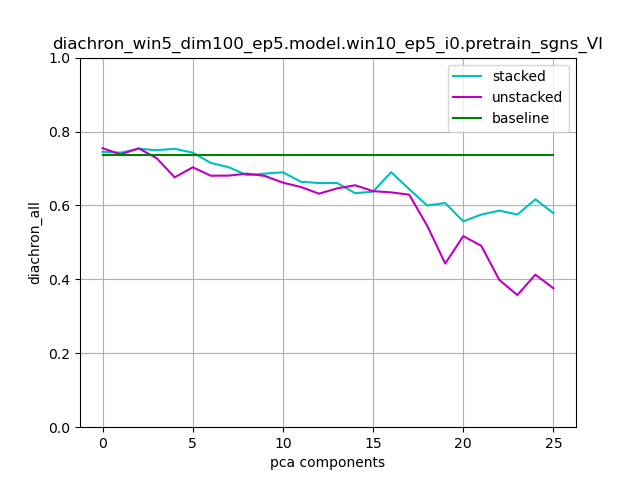 diachron_win5_dim100_ep5.model.win10_ep5_i0.pretrain_sgns_VI
1.0
0.8
0.6
0.4
0.2
0.0
diachron_all
stacked
unstacked
baseline
0 5 10 15 20 25
pca components